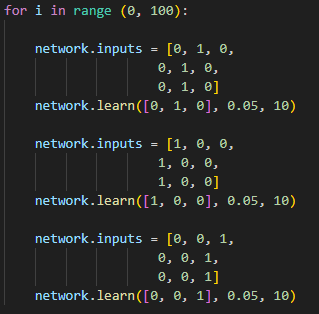 for i in range (0, 100):
network.inputs = [0, 1, 0,
0, 1, 0,
0, 1, 0]
network.learn([0, 1, 0], 0.05, 10)
network.inputs = [1, 0, 0,
1, 0, 0,
1, 0, 0]
network.learn([1, 0, 0], 0.05, 10)
network.inputs = [0, 0, 1,
0, 0, 1,
0, 0, 1]
network.learn([0, 0, 1], 0.05, 10)